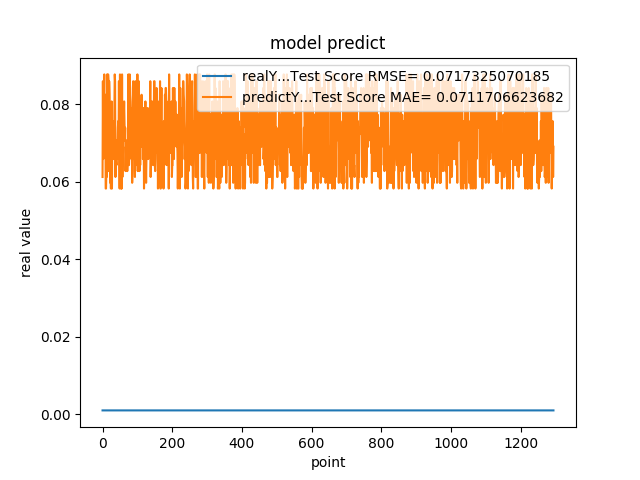 model predict
realY...Test Score RMSE= 0.0717325070185
predictY...Test Score MAE= 0.0711706623682
0.08
0.06
0.04
0.02
0.00
real value
0
200
400
600
800
1000
1200
point